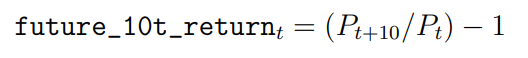 future_10t_return_t = (P_{t+10}/P_t) − 1